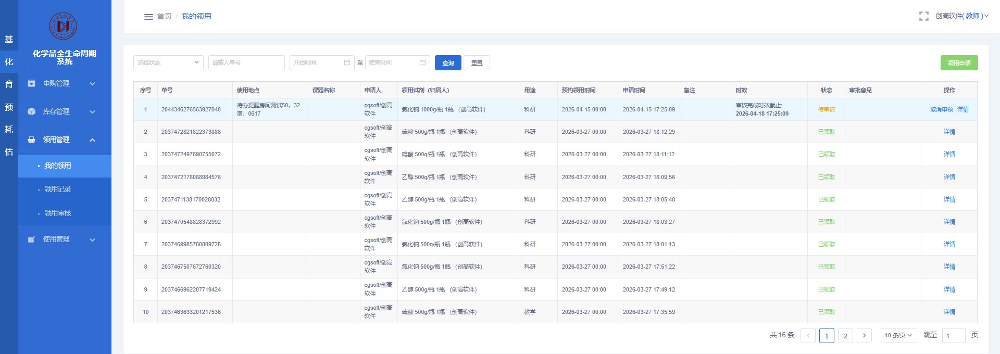 基
化
育
预
耗
估
化学品全生命周期
系统
申购管理
库存管理
领用管理
我的领用
领用记录
领用审核
使用管理
首页 / 我的领用
创高软件( 教师 )
选择状态 请输入单号 开始时间 至 结束时间 查询 重置 领用申请
序号 单号 使用地点 课题名称 申请人 领用试剂（归属人） 用途 预约领用时间 申请时间 备注 时效 状态 审批意见 操作
1 2044346276563927040 待办提醒房间测试50，32宿，0617 cgsoft/创高软件 氯化钠 1000g/瓶 1瓶 （创高软件） 科研 2026-04-15 00:00 2026-04-15 17:25:09 审核完成时效截止: 2026-04-18 17:25:09 待审核 取消申领 详情
2 2037472821822373888 cgsoft/创高软件 硫酸 500g/瓶 1瓶 （创高软件） 科研 2026-03-27 00:00 2026-03-27 18:12:29 已领取 详情
3 2037472497690755072 cgsoft/创高软件 硫酸 500g/瓶 1瓶 （创高软件） 科研 2026-03-27 00:00 2026-03-27 18:11:12 已领取 详情
4 2037472178088984576 cgsoft/创高软件 乙醇 500g/瓶 1瓶 （创高软件） 科研 2026-03-27 00:00 2026-03-27 18:09:56 已领取 详情
5 2037471138170028032 cgsoft/创高软件 乙醇 500g/瓶 1瓶 （创高软件） 科研 2026-03-27 00:00 2026-03-27 18:05:48 已领取 详情
6 2037470548828372992 cgsoft/创高软件 氯化钠 500g/瓶 1瓶 （创高软件） 科研 2026-03-27 00:00 2026-03-27 18:03:27 已领取 详情
7 2037469985780809728 cgsoft/创高软件 氯化钠 500g/瓶 1瓶 （创高软件） 科研 2026-03-27 00:00 2026-03-27 18:01:13 已领取 详情
8 2037467507672760320 cgsoft/创高软件 氯化钠 500g/瓶 1瓶 （创高软件） 科研 2026-03-27 00:00 2026-03-27 17:51:22 已领取 详情
9 2037466962207719424 cgsoft/创高软件 乙醇 500g/瓶 1瓶 （创高软件） 科研 2026-03-27 00:00 2026-03-27 17:49:12 已领取 详情
10 2037463633201217536 cgsoft/创高软件 硫酸 500g/瓶 1瓶 （创高软件） 教学 2026-03-27 00:00 2026-03-27 17:35:59 已领取 详情
共 16 条 1 2 10 条/页 跳至 1 页